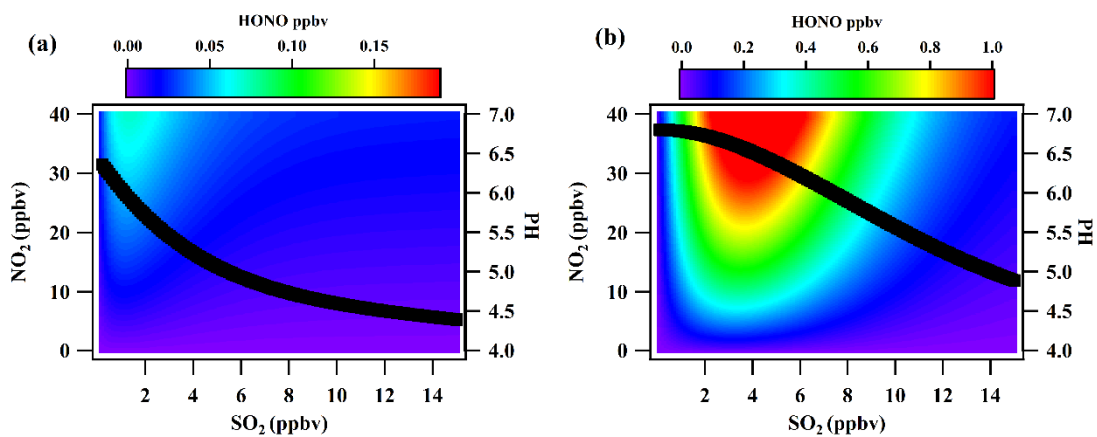 (a)
HONO ppbv
0.00 0.05 0.10 0.15
40 30 20 10 0
NO2 (ppbv)
7.0 6.5 6.0 5.5 5.0 4.5 4.0
PH
2 4 6 8 10 12 14
SO2 (ppbv)
(b)
HONO ppbv
0.0 0.2 0.4 0.6 0.8 1.0
40 30 20 10 0
NO2 (ppbv)
7.0 6.5 6.0 5.5 5.0 4.5 4.0
PH
2 4 6 8 10 12 14
SO2 (ppbv)